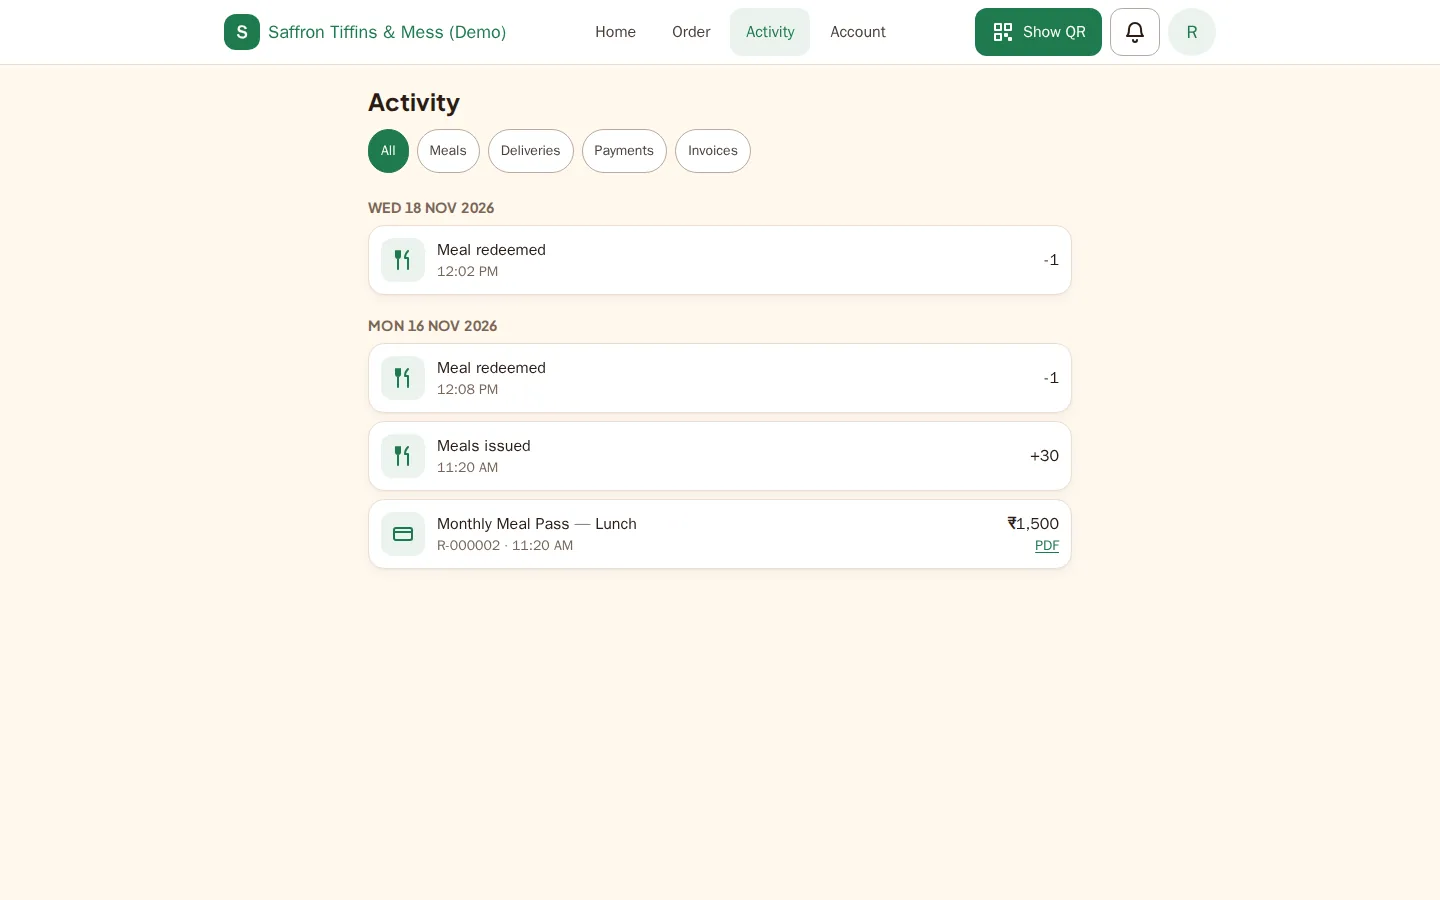 S Saffron Tiffins & Mess (Demo) Home Order Activity Account Show QR R
Activity
All Meals Deliveries Payments Invoices
WED 18 NOV 2026
Meal redeemed -1
12:02 PM
MON 16 NOV 2026
Meal redeemed -1
12:08 PM
Meals issued +30
11:20 AM
Monthly Meal Pass — Lunch ₹1,500
R-000002 · 11:20 AM PDF